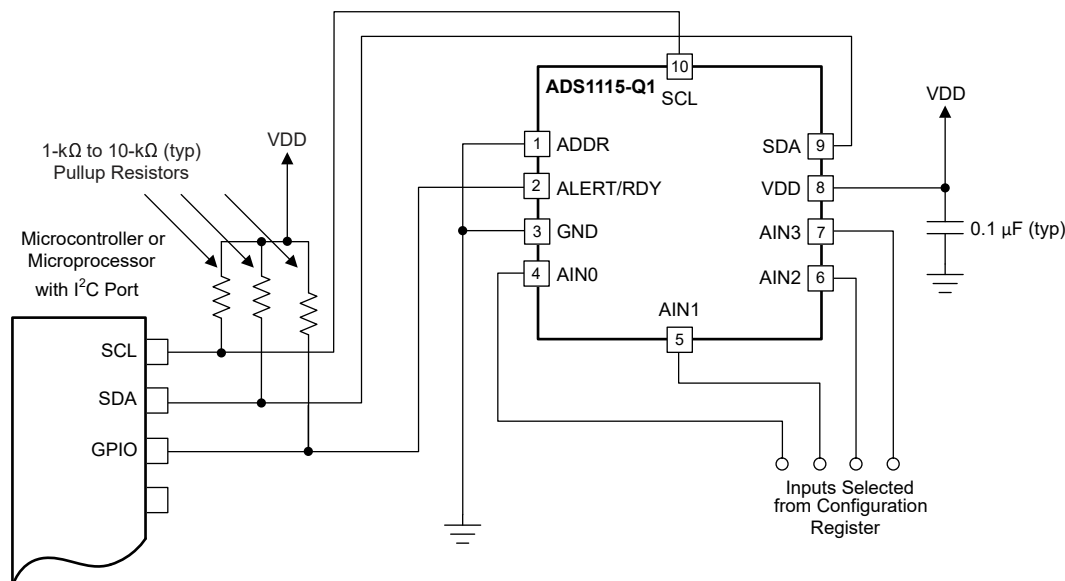 10
ADS1115-Q1
SCL
VDD
1-kΩ to 10-kΩ (typ)
Pullup Resistors
VDD
1
ADDR
SDA
9
2
ALERT/RDY
VDD
8
3
GND
AIN3
7
0.1 μF (typ)
4
AIN0
AIN2
6
AIN1
5
Microcontroller or
Microprocessor
with I²C Port
SCL
SDA
GPIO
Inputs Selected
from Configuration
Register